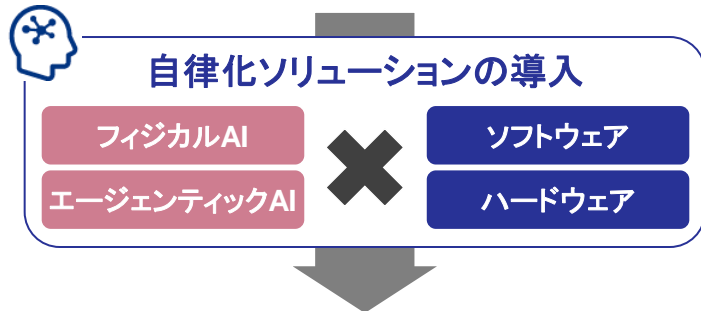 自律化ソリューションの導入
フィジカルAI
ソフトウェア
エージェンティックAI
ハードウェア